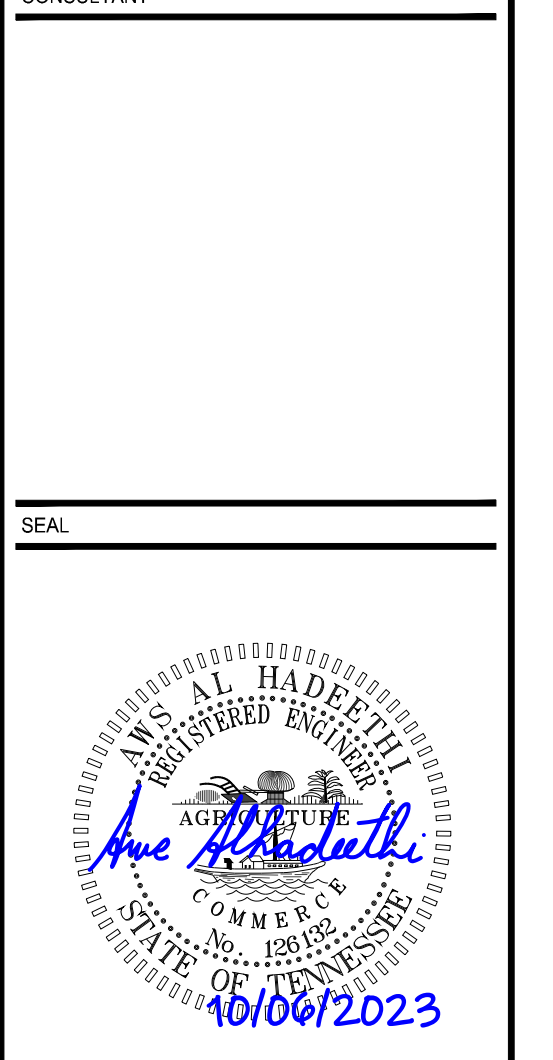 CONSULTANT
SEAL
AWS AL HADEETHI
REGISTERED ENGINEER
AGRICULTURE
Aws Alhadeethi
COMMERCE
No. 126132
STATE OF TENNESSEE
10/06/2023